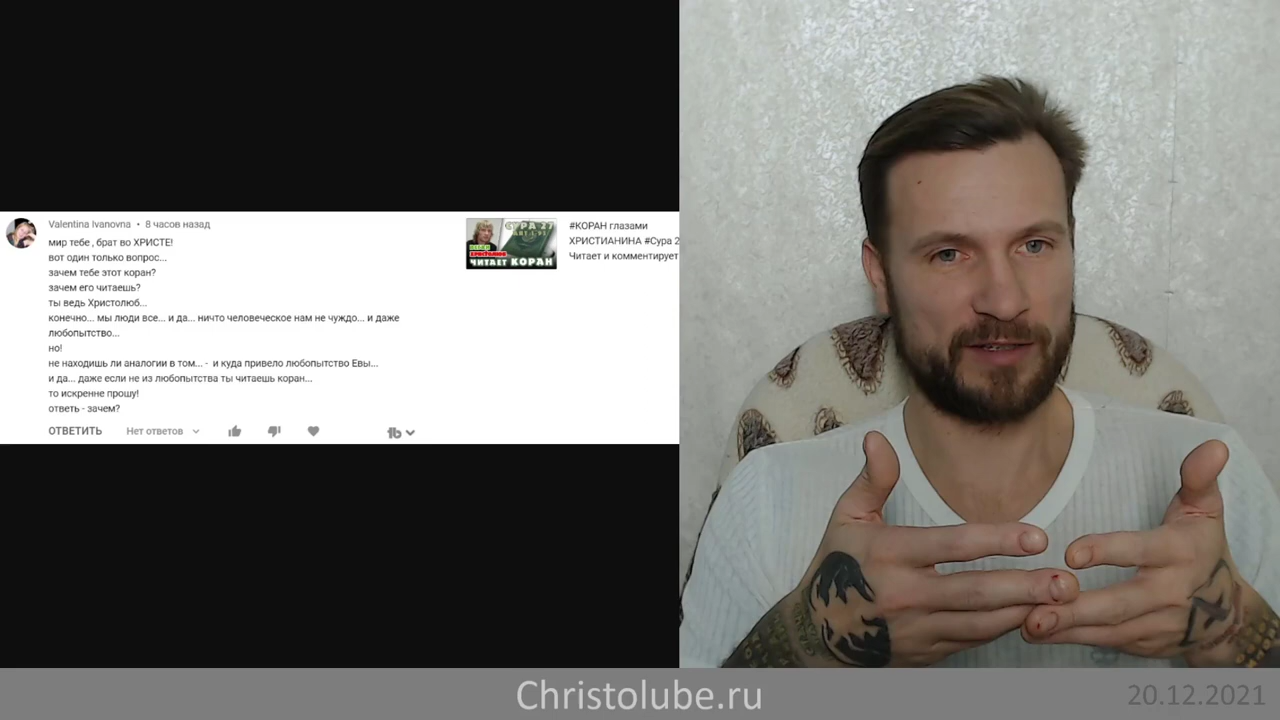 Valentina Ivanovna • 8 часов назад
мир тебе , брат во ХРИСТЕ!
вот один только вопрос...
зачем тебе этот коран?
зачем его читаешь?
ты ведь Христолюб...
конечно... мы люди все... и да... ничто человеческое нам не чуждо... и даже
любопытство...
но!
не находишь ли аналогии в том... - и куда привело любопытство Евы...
и да... даже если не из любопытства ты читаешь коран...
то искренне прошу!
ответь - зачем?
ОТВЕТИТЬ Нет ответов
СУРА 27
ЧИТАЕТ КОРАН
#КОРАН глазами
ХРИСТИАНИНА #Сура 2
Читает и комментирует
Christolube.ru
20.12.2021